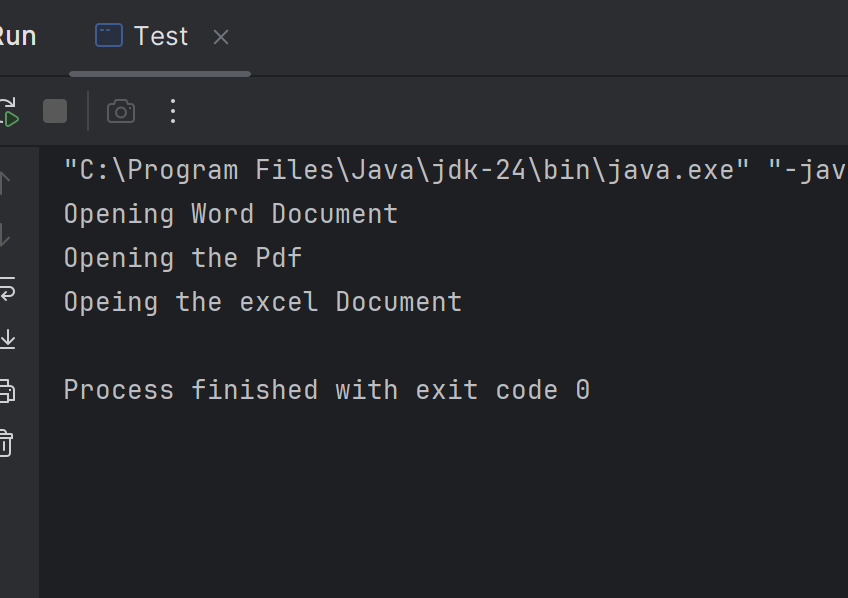 Run
Test
"C:\Program Files\Java\jdk-24\bin\java.exe" "-jav
Opening Word Document
Opening the Pdf
Opeing the excel Document
Process finished with exit code 0